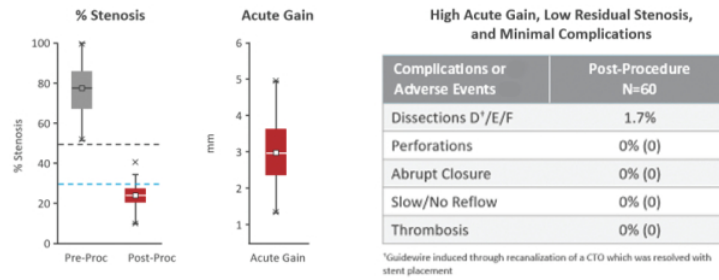 % Stenosis
100
80
60
40
20
0
% Stenosis
Pre-Proc
Post-Proc
Acute Gain
6
5
4
3
2
1
mm
Acute Gain
High Acute Gain, Low Residual Stenosis,
and Minimal Complications
Complications or Adverse Events
Post-Procedure N=60
Dissections D†/E/F 1.7%
Perforations 0% (0)
Abrupt Closure 0% (0)
Slow/No Reflow 0% (0)
Thrombosis 0% (0)
†Guidewire induced through recanalization of a CTO which was resolved with
stent placement